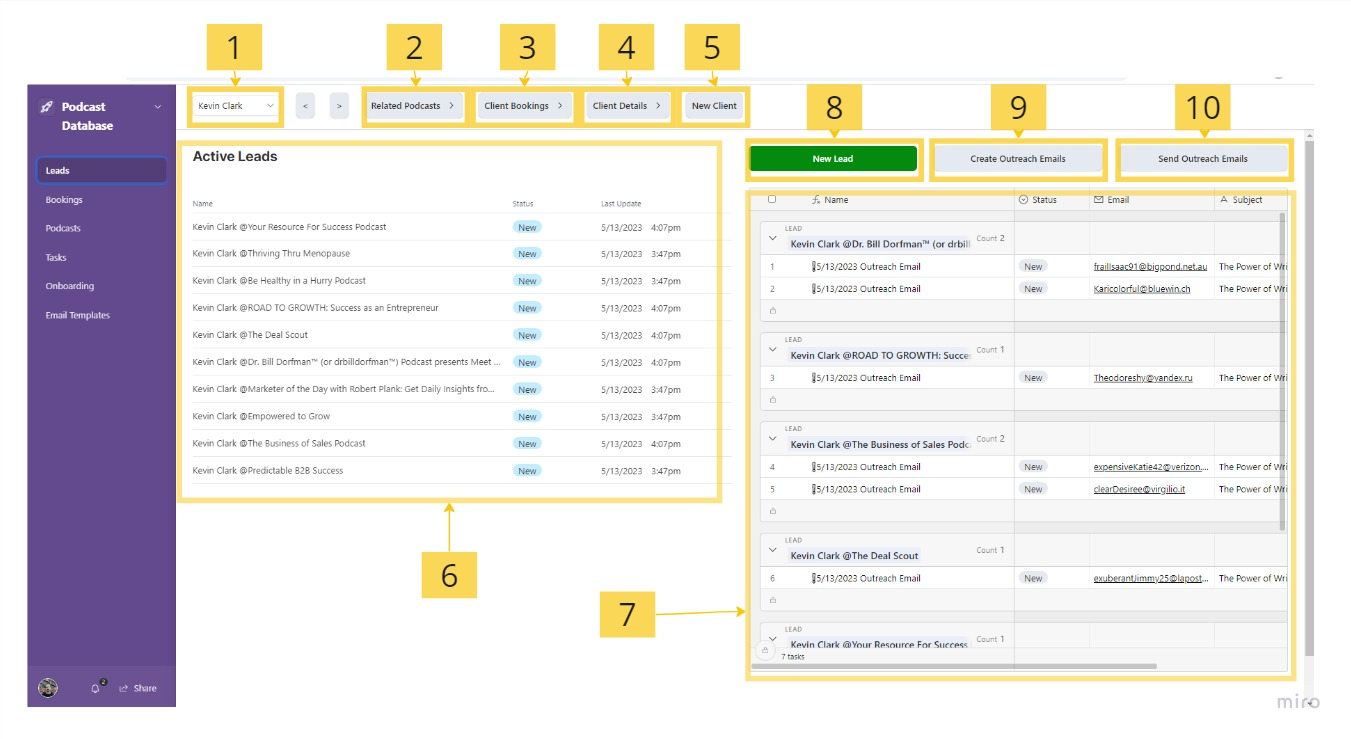 1
2
3
4
5
Podcast
Database
Kevin Clark
<
>
Related Podcasts >
Client Bookings >
Client Details >
New Client
8
9
10
Leads
Bookings
Podcasts
Tasks
Onboarding
Email Templates
2
Share
Active Leads
Name Status Last Update
Kevin Clark @Your Resource For Success Podcast New 5/13/2023 4:07pm
Kevin Clark @Thriving Thru Menopause New 5/13/2023 3:47pm
Kevin Clark @Be Healthy in a Hurry Podcast New 5/13/2023 3:47pm
Kevin Clark @ROAD TO GROWTH: Success as an Entrepreneur New 5/13/2023 4:07pm
Kevin Clark @The Deal Scout New 5/13/2023 4:07pm
Kevin Clark @Dr. Bill Dorfman™ (or drbilldorfman™) Podcast presents Meet ... New 5/13/2023 4:07pm
Kevin Clark @Marketer of the Day with Robert Plank: Get Daily Insights fro... New 5/13/2023 3:47pm
Kevin Clark @Empowered to Grow New 5/13/2023 3:47pm
Kevin Clark @The Business of Sales Podcast New 5/13/2023 4:07pm
Kevin Clark @Predictable B2B Success New 5/13/2023 3:47pm
6
7
New Lead
Create Outreach Emails
Send Outreach Emails
Name Status Email Subject
LEAD
Kevin Clark @Dr. Bill Dorfman™ (or drbill Count 2
1 5/13/2023 Outreach Email New frailIsaac91@bigpond.net.au The Power of Wri
2 5/13/2023 Outreach Email New Karicolorful@bluewin.ch The Power of Wri
LEAD
Kevin Clark @ROAD TO GROWTH: Succes Count 1
3 5/13/2023 Outreach Email New Theodoreshy@yandex.ru The Power of Wri
LEAD
Kevin Clark @The Business of Sales Podc Count 2
4 5/13/2023 Outreach Email New expensiveKatie42@verizon.... The Power of Wri
5 5/13/2023 Outreach Email New clearDesiree@virgilio.it The Power of Wri
LEAD
Kevin Clark @The Deal Scout Count 1
6 5/13/2023 Outreach Email New exuberantJimmy25@lapost... The Power of Wri
LEAD
Kevin Clark @Your Resource For Success Count 1
7 tasks
miro